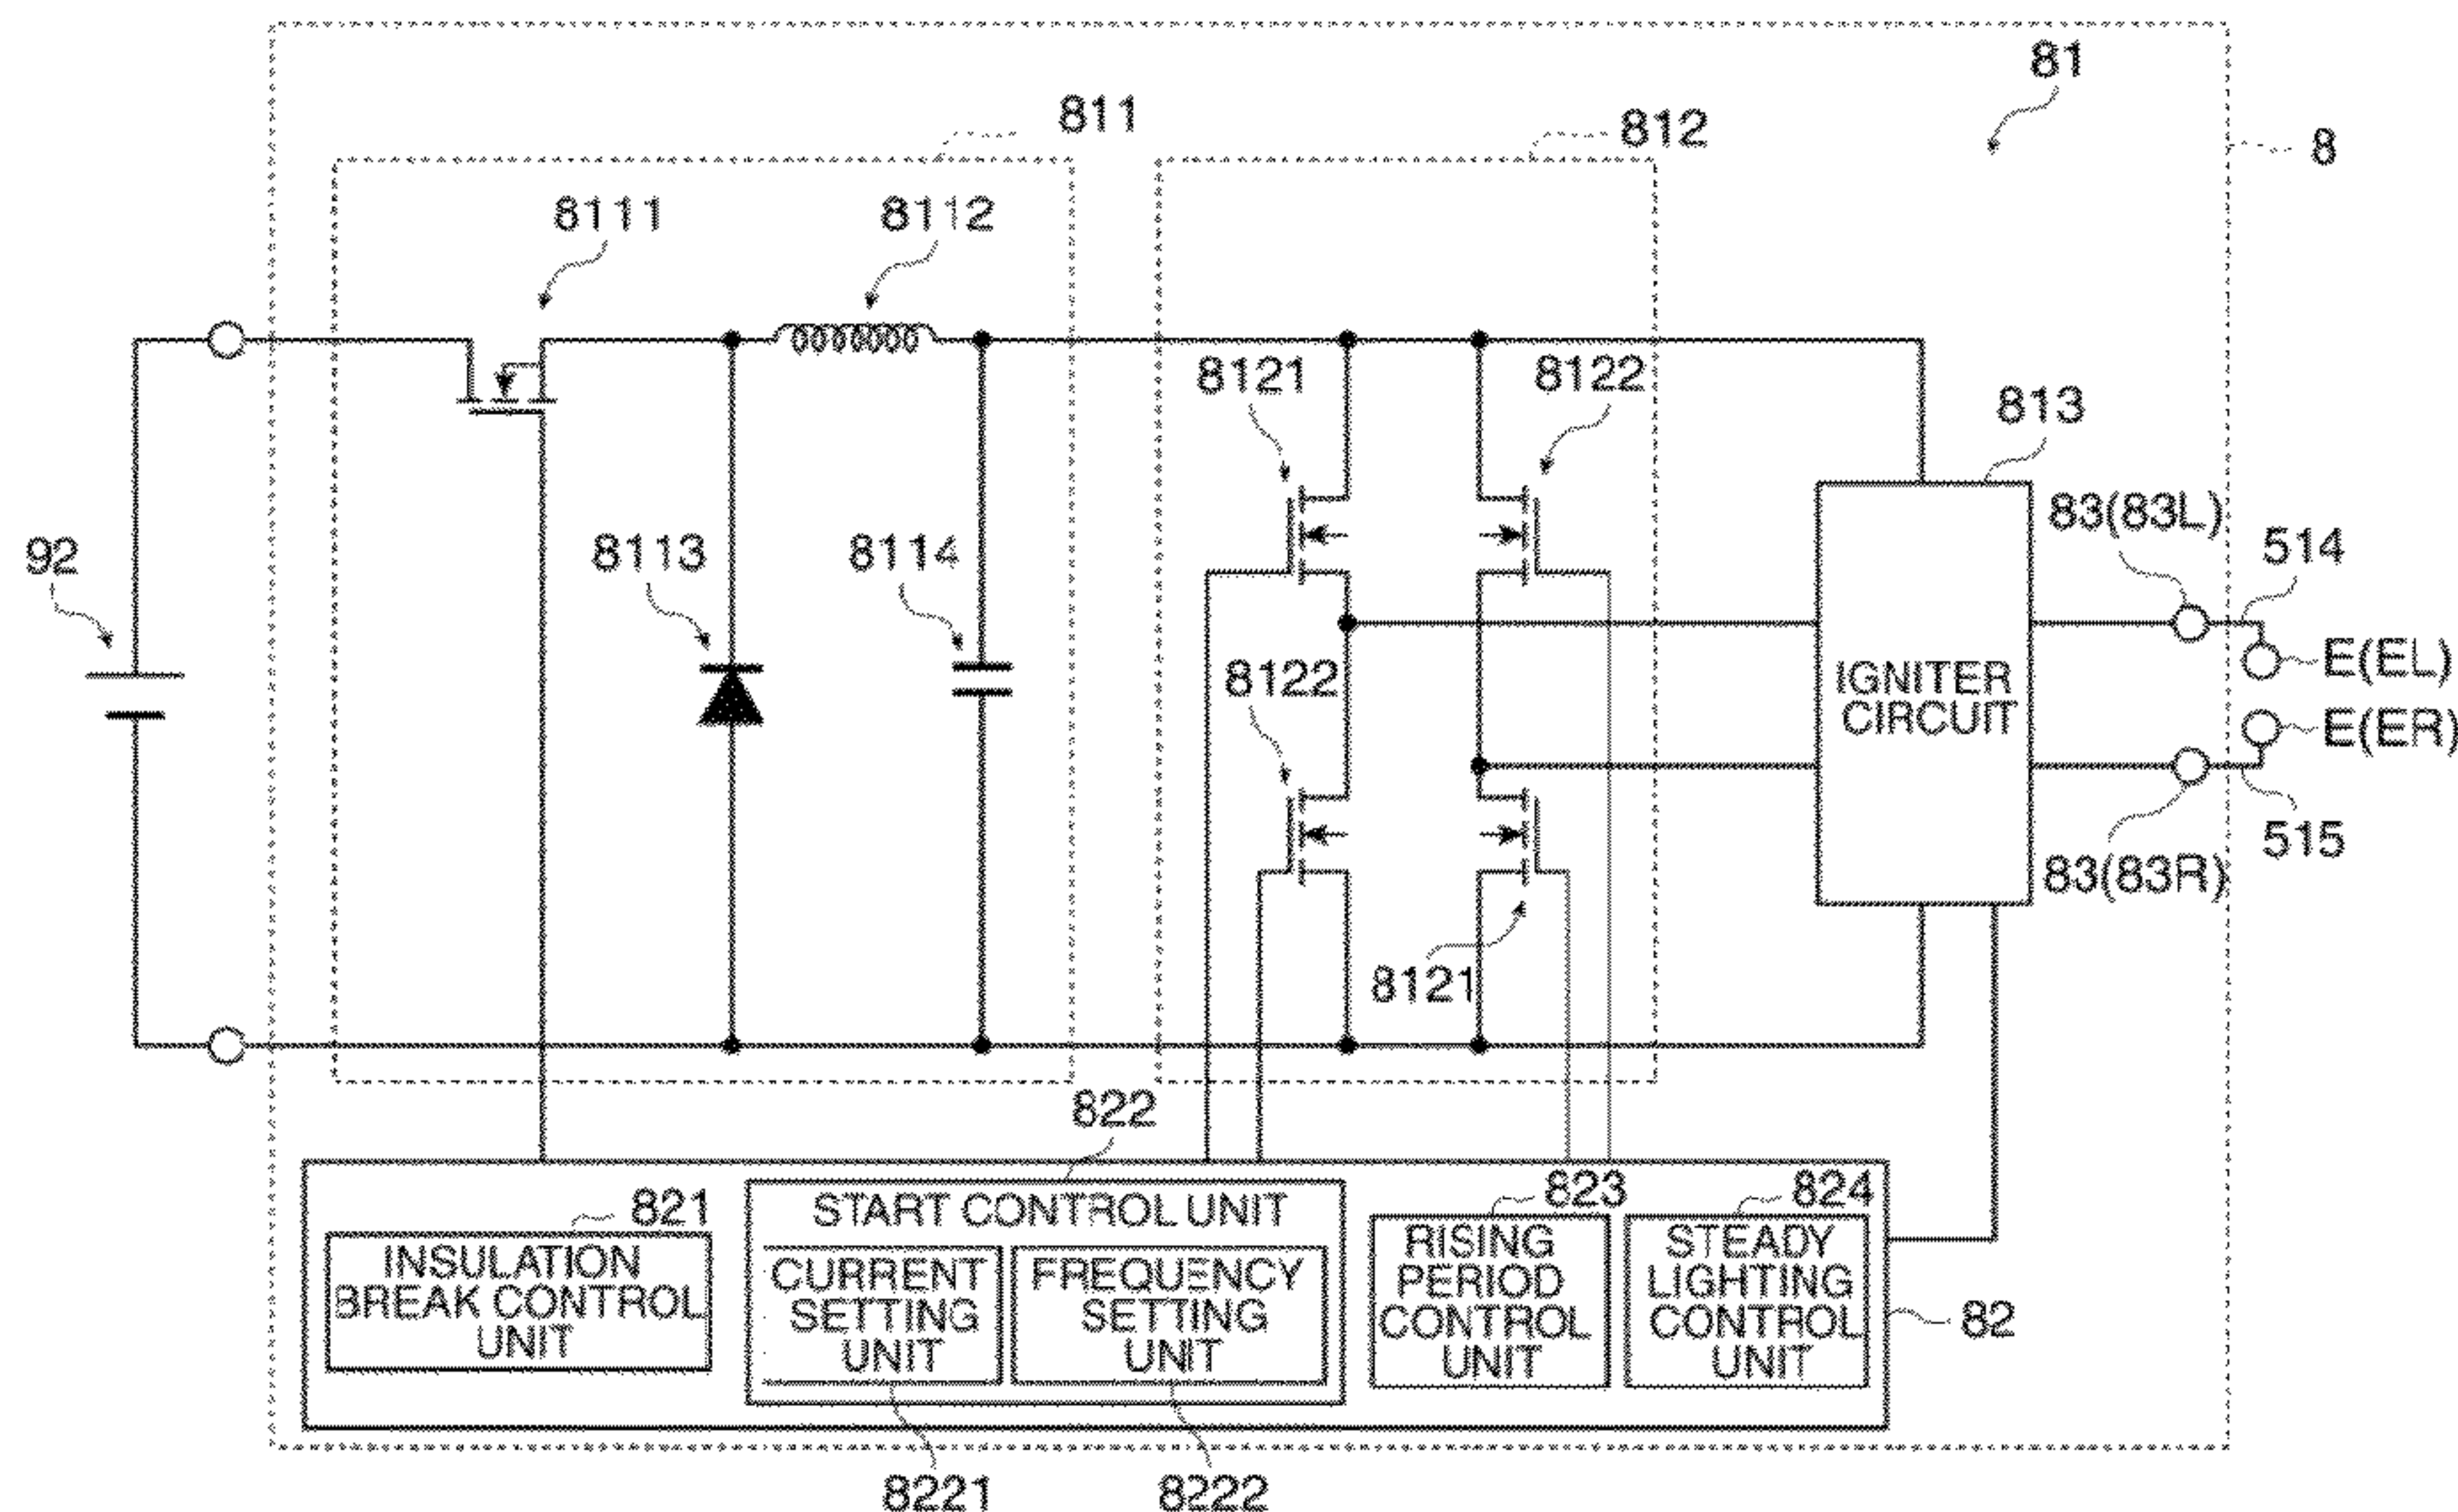 81
811
812
8
8111
8112
8121
8122
813
83(83L)
514
92
8113
8114
E(EL)
8122
IGNITER
CIRCUIT
E(ER)
515
83(83R)
8121
822
821
START CONTROL UNIT
823
824
INSULATION
BREAK CONTROL
UNIT
CURRENT
SETTING
UNIT
FREQUENCY
SETTING
UNIT
RISING
PERIOD
CONTROL
UNIT
STEADY
LIGHTING
CONTROL
UNIT
82
8221
8222